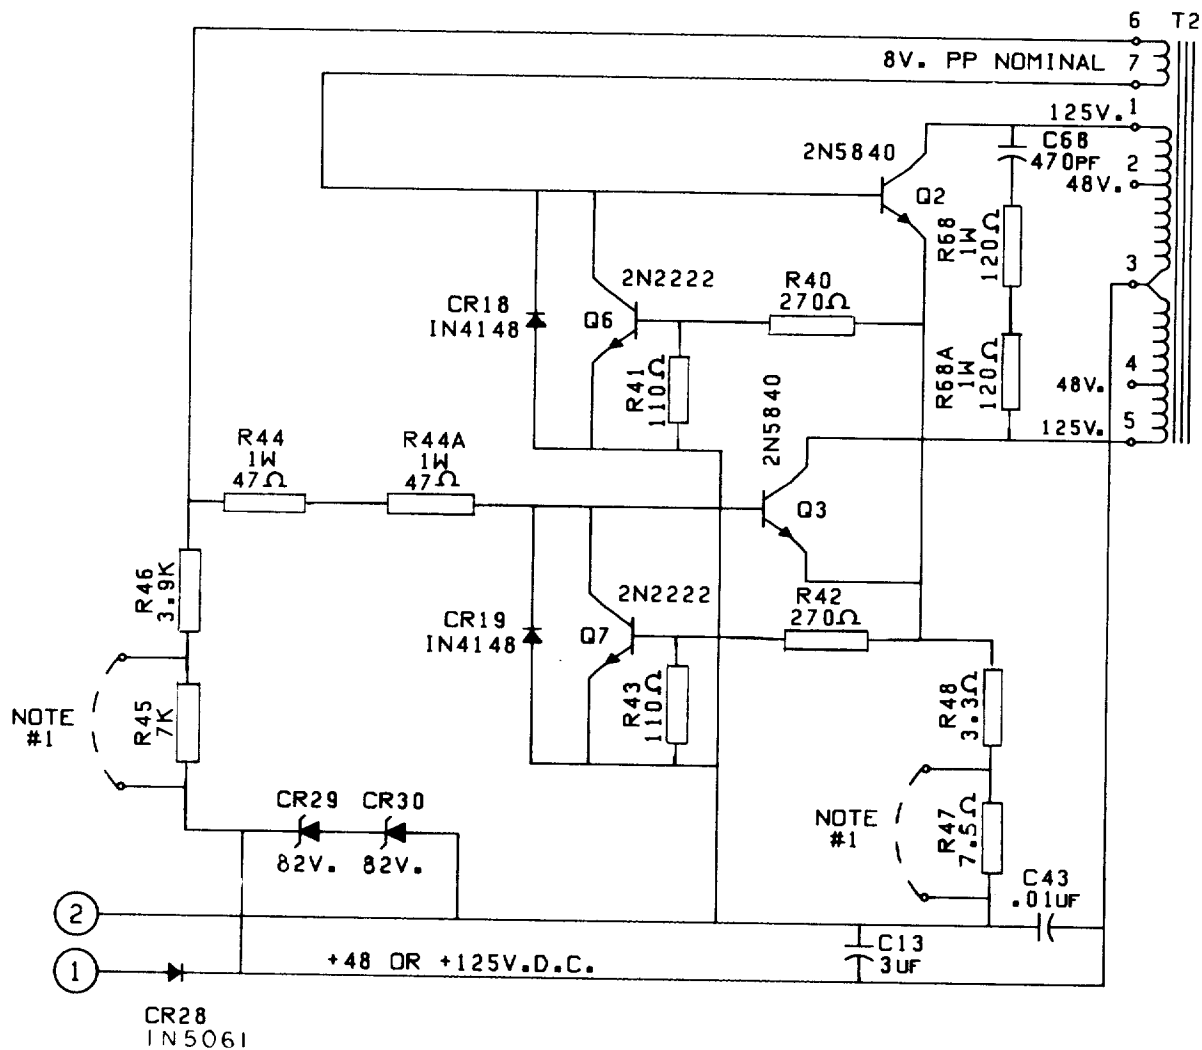 6 T2
8V. PP NOMINAL 7
125V. 1
C68
470PF
2N5840
2
48V.
Q2
R68
1W
120Ω
3
2N2222
R40
270Ω
CR18
IN4148
Q6
R41
110Ω
R68A
1W
120Ω
4
48V.
2N5840
5
125V.
R44
1W
47Ω
R44A
1W
47Ω
Q3
R46
3.9K
2N2222
R42
270Ω
CR19
IN4148
Q7
R43
110Ω
R48
3.3Ω
NOTE
#1
R45
7K
CR29 CR30
82V. 82V.
NOTE
#1
R47
7.5Ω
C43
.01UF
2
C13
3UF
1
+48 OR +125V.D.C.
CR28
IN5061